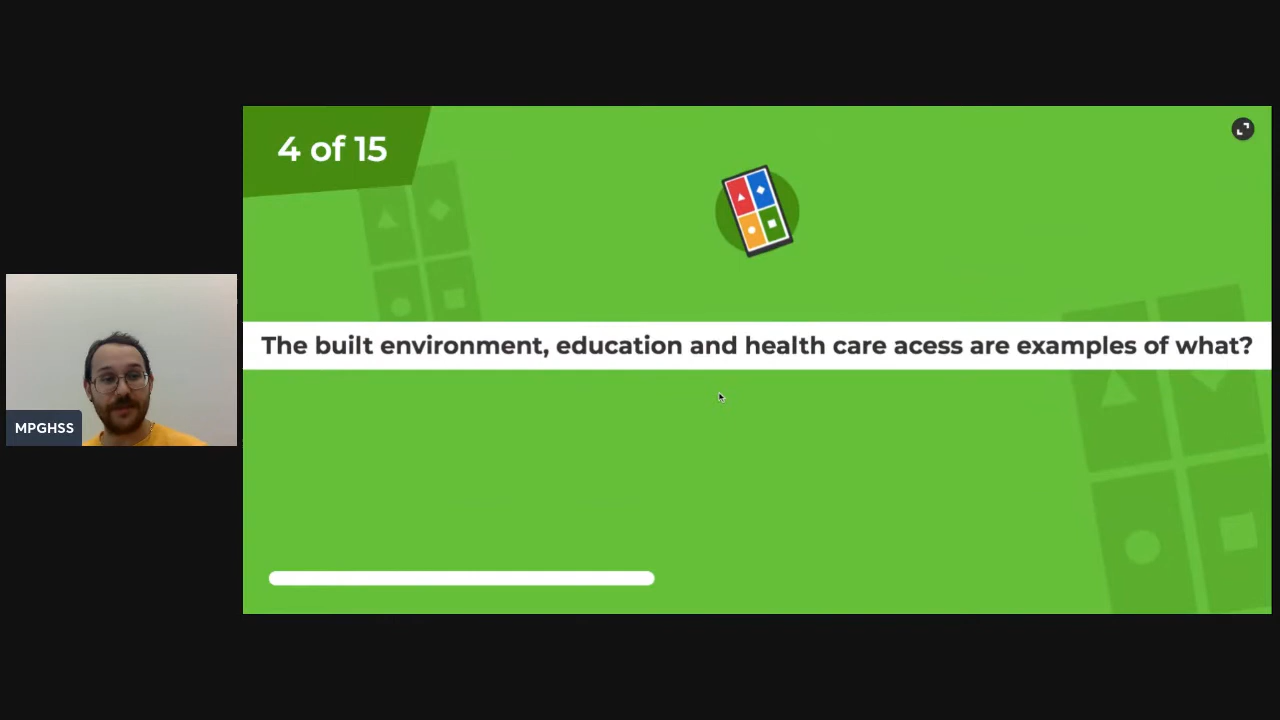 4 of 15
The built environment, education and health care acess are examples of what?
MPGHSS